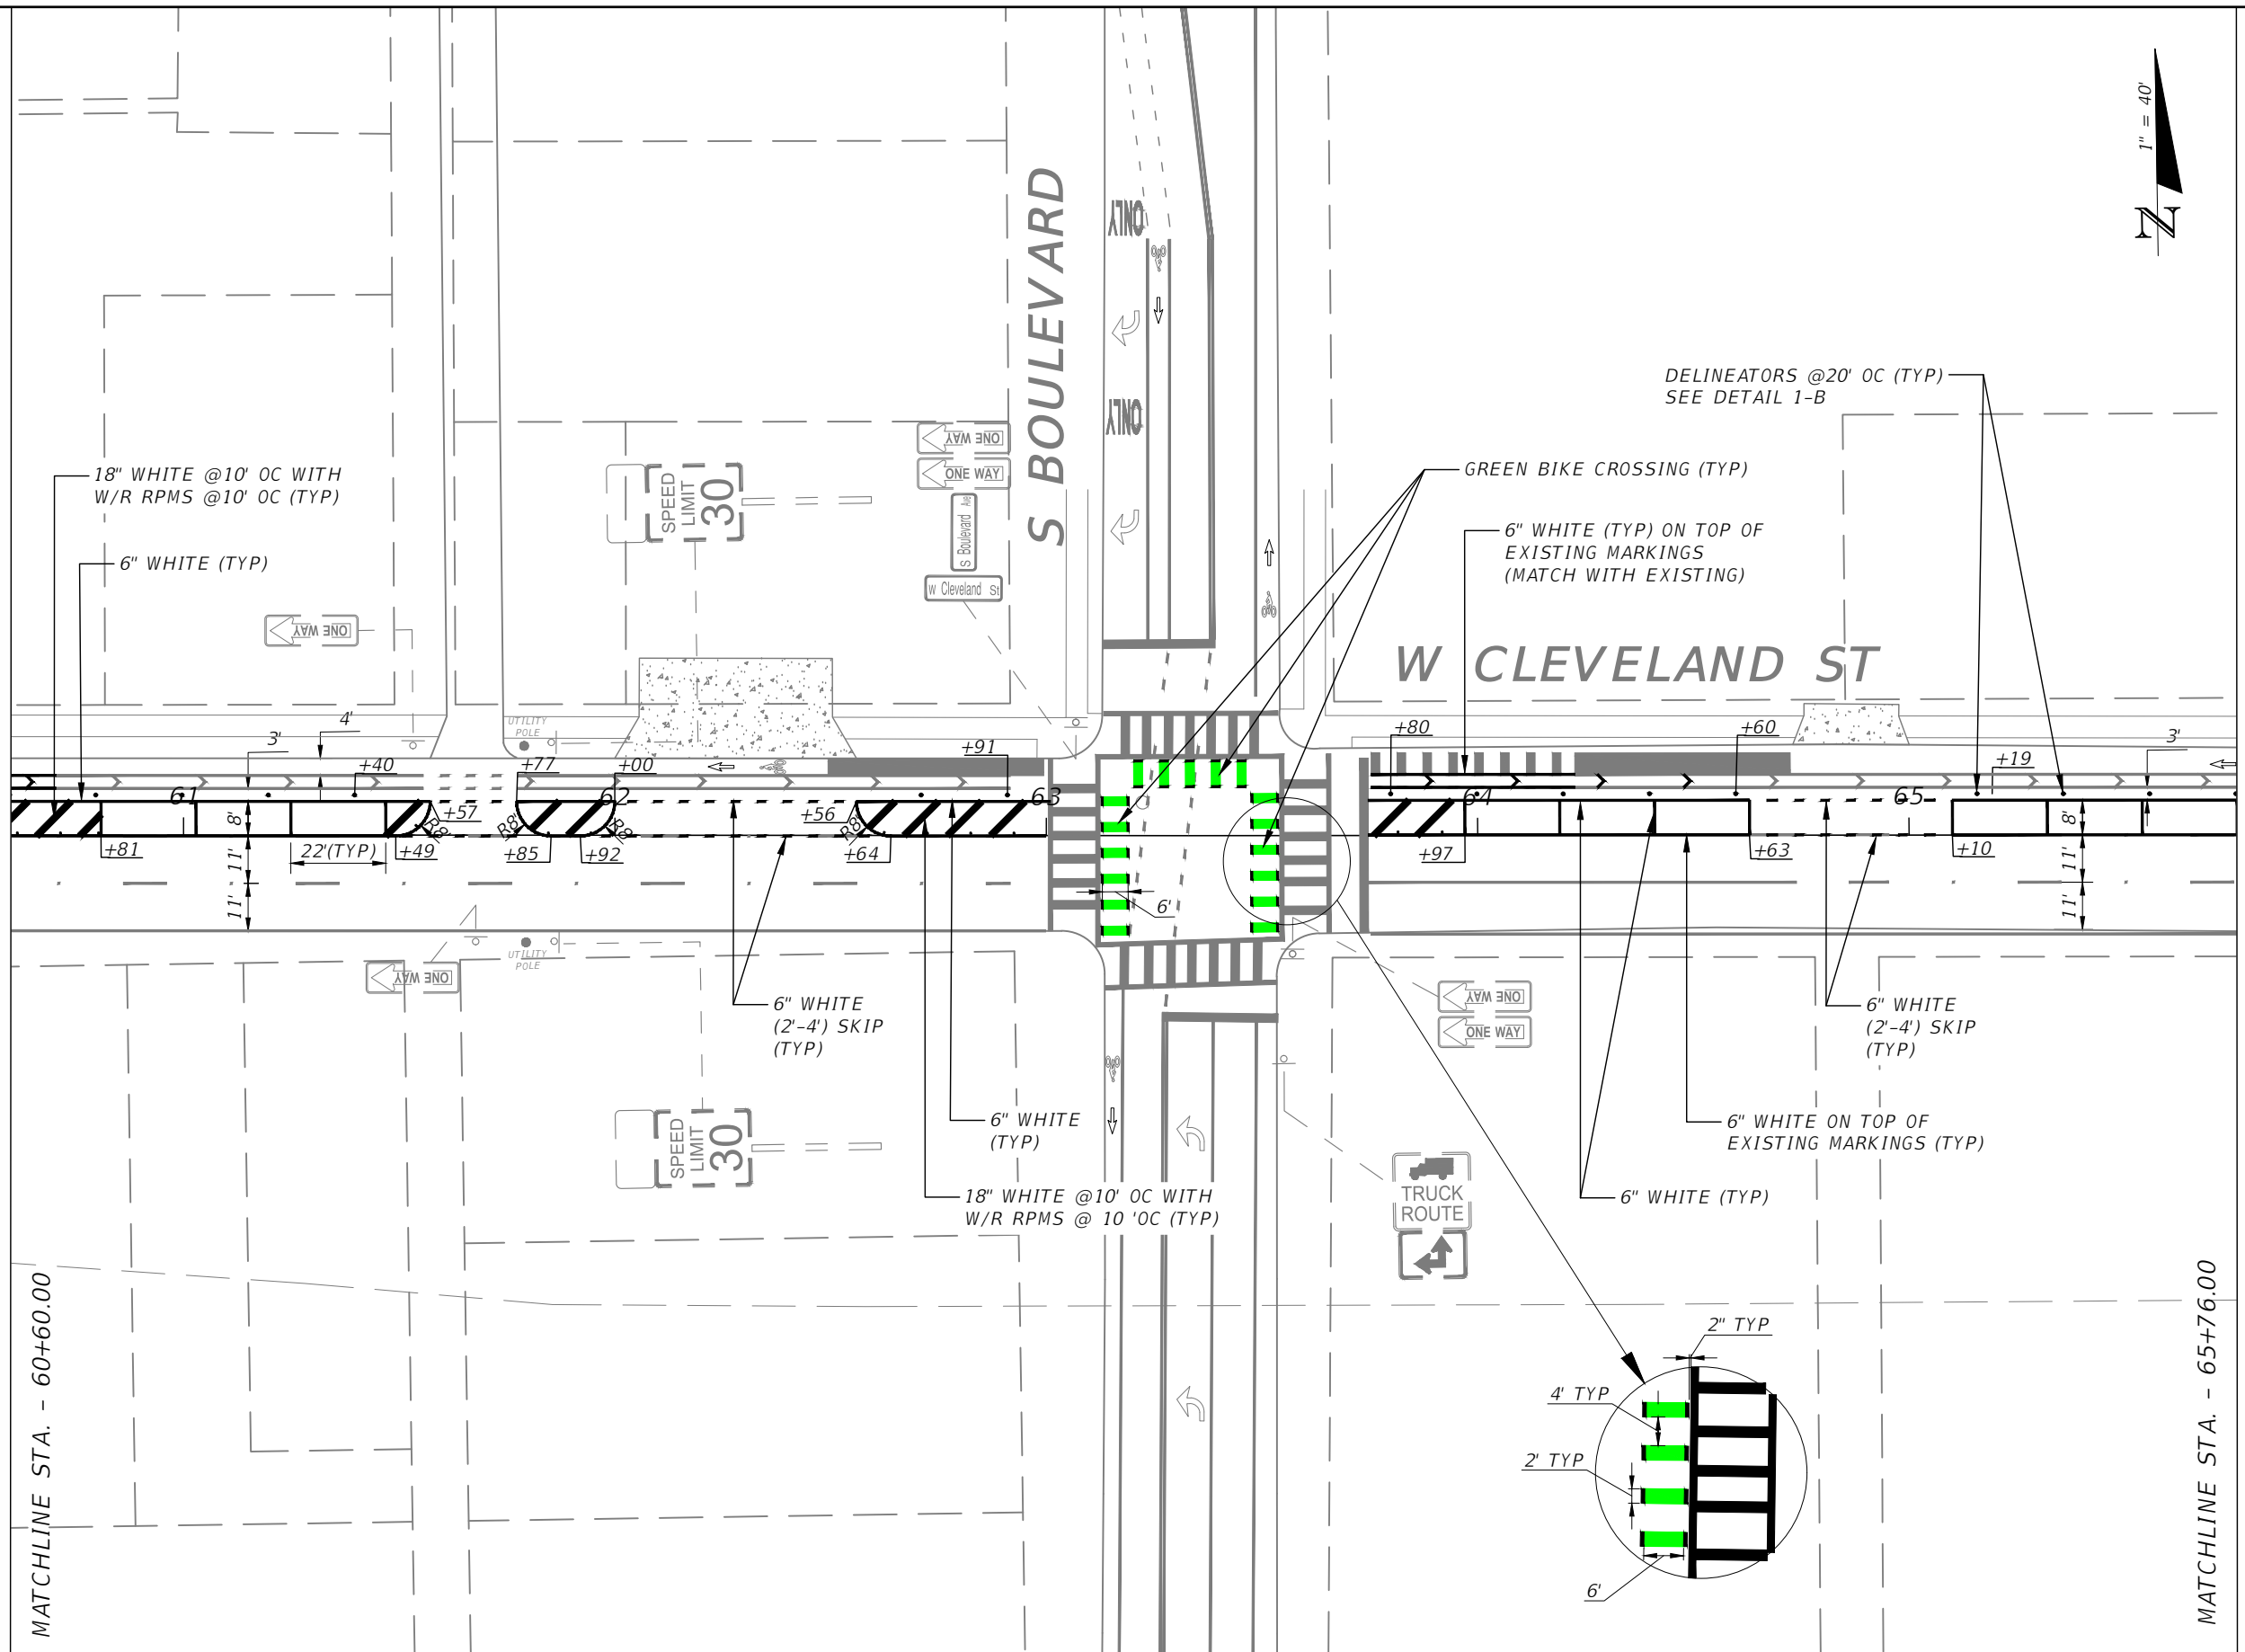 S BOULEVARD
ONLY
ONLY
1" = 40'
N
DELINEATORS @20' OC (TYP)
SEE DETAIL 1-B
18" WHITE @10' OC WITH
W/R RPMS @10' OC (TYP)
6" WHITE (TYP)
ONE WAY
SPEED
LIMIT
30
ONE WAY
ONE WAY
S Boulevard Ave
W Cleveland St
GREEN BIKE CROSSING (TYP)
6" WHITE (TYP) ON TOP OF
EXISTING MARKINGS
(MATCH WITH EXISTING)
W CLEVELAND ST
UTILITY
POLE
4'
3'
+40
+77
+00
+91
+80
+60
+19
3'
61
62
63
64
65
8'
+57
R8'
R8'
R8'
+56
R8'
8'
+81
22'(TYP)
+49
+85
+92
+64
+97
+63
+10
11'
11'
11'
11'
6'
UTILITY
POLE
ONE WAY
6" WHITE
(2'-4') SKIP
(TYP)
ONE WAY
ONE WAY
6" WHITE
(2'-4') SKIP
(TYP)
SPEED
LIMIT
30
6" WHITE
(TYP)
6" WHITE ON TOP OF
EXISTING MARKINGS (TYP)
18" WHITE @10' OC WITH
W/R RPMS @ 10 'OC (TYP)
TRUCK
ROUTE
6" WHITE (TYP)
MATCHLINE STA. - 60+60.00
2" TYP
4' TYP
2' TYP
6'
MATCHLINE STA. - 65+76.00